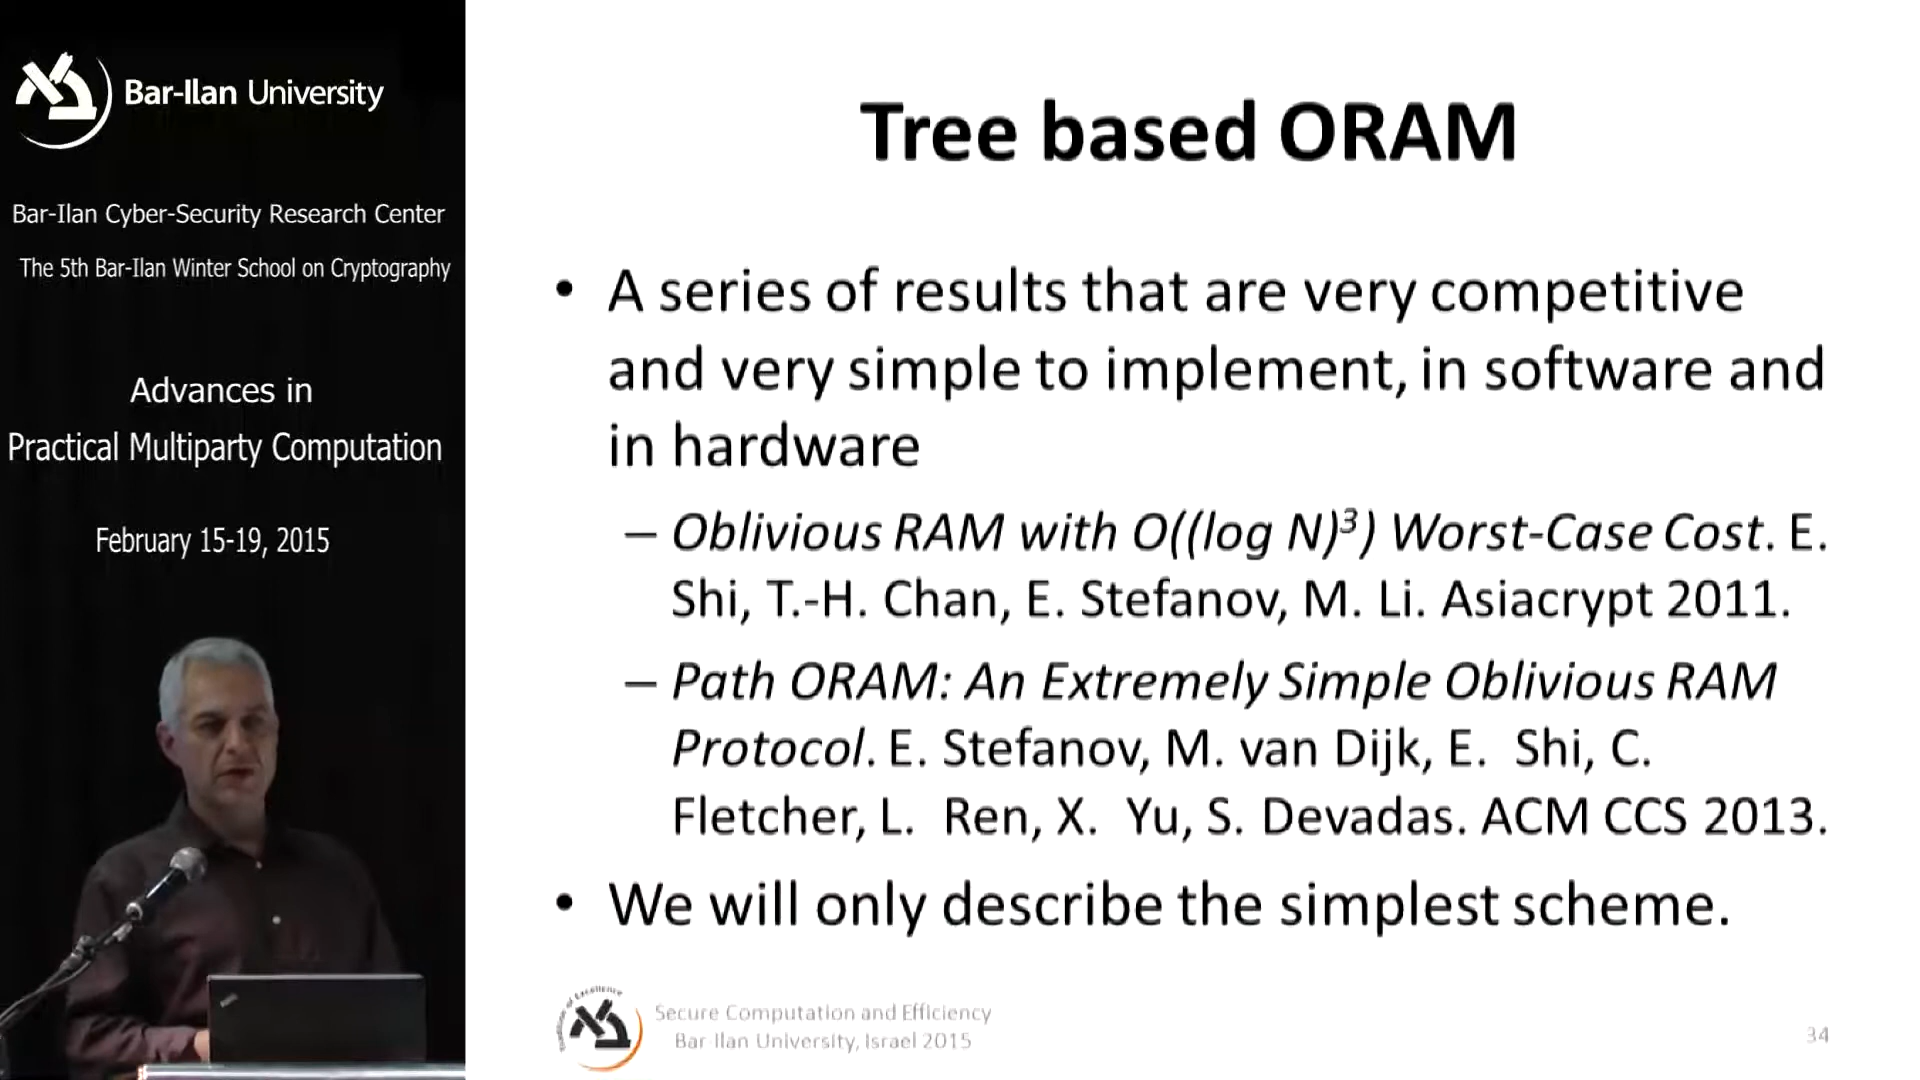 Bar-Ilan University
Bar-Ilan Cyber-Security Research Center
The 5th Bar-Ilan Winter School on Cryptography
Advances in
Practical Multiparty Computation
February 15-19, 2015
Tree based ORAM
• A series of results that are very competitive
and very simple to implement, in software and
in hardware
– Oblivious RAM with O((log N)³) Worst-Case Cost. E.
Shi, T.-H. Chan, E. Stefanov, M. Li. Asiacrypt 2011.
– Path ORAM: An Extremely Simple Oblivious RAM
Protocol. E. Stefanov, M. van Dijk, E. Shi, C.
Fletcher, L. Ren, X. Yu, S. Devadas. ACM CCS 2013.
• We will only describe the simplest scheme.
of Excellence
Secure Computation and Efficiency
Bar-Ilan University, Israel 2015
34